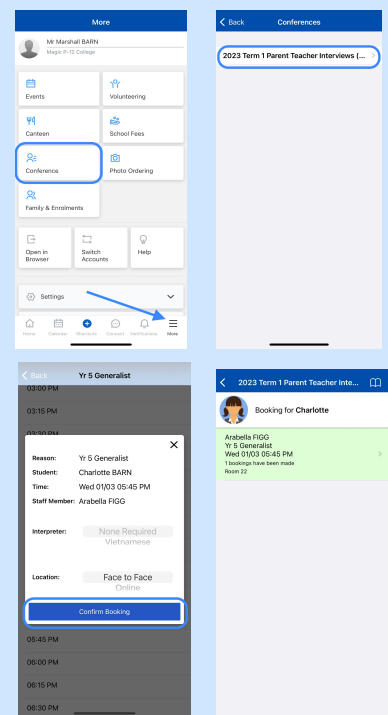 More
Mr Marshall BARN
Magic P-12 College
Events
Volunteering
Canteen
School Fees
Conference
Photo Ordering
Family & Enrolments
Open in
Browser
Switch
Accounts
Help
Settings
Home
Calendar
Shortcuts
Connect
Notifications
More
Back
Conferences
2023 Term 1 Parent Teacher Interviews (...
Back
Yr 5 Generalist
03:00 PM
03:15 PM
03:30 PM
Reason: Yr 5 Generalist
Student: Charlotte BARN
Time: Wed 01/03 05:45 PM
Staff Member: Arabella FIGG
Interpreter: None Required
Vietnamese
Location: Face to Face
Online
Confirm Booking
05:45 PM
06:00 PM
06:15 PM
06:30 PM
2023 Term 1 Parent Teacher Inte...
Booking for Charlotte
Arabella FIGG
Yr 5 Generalist
Wed 01/03 05:45 PM
1 bookings have been made
Room 22